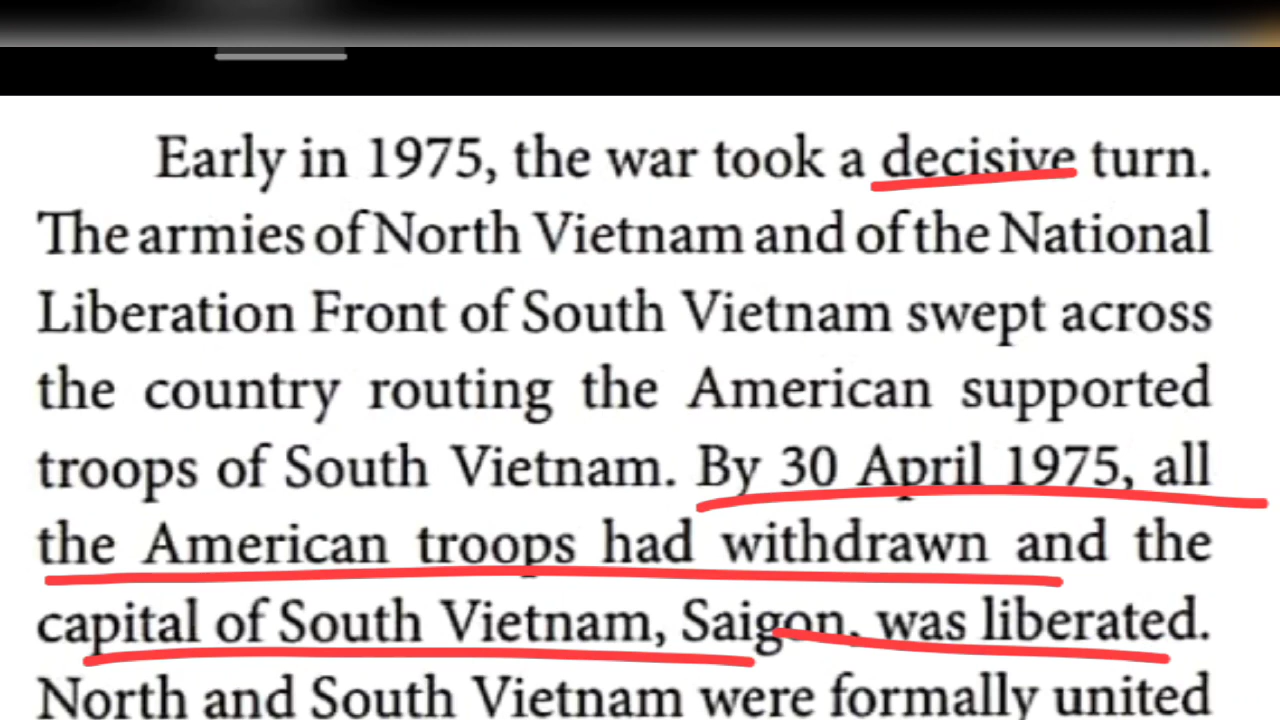 Early in 1975, the war took a decisive turn.
The armies of North Vietnam and of the National
Liberation Front of South Vietnam swept across
the country routing the American supported
troops of South Vietnam. By 30 April 1975, all
the American troops had withdrawn and the
capital of South Vietnam, Saigon, was liberated.
North and South Vietnam were formally united